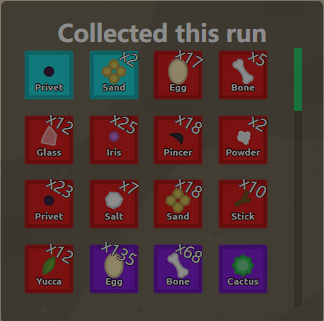 Collected this run
x2 x17 x5
Privet Sand Egg Bone
x12 x25 x18 x2
Glass Iris Pincer Powder
x23 x7 x18 x10
Privet Salt Sand Stick
x12 x135 x68
Yucca Egg Bone Cactus